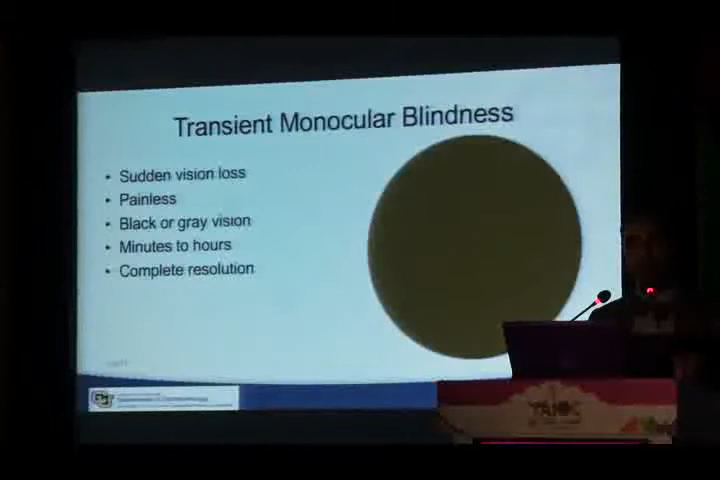 Transient Monocular Blindness
• Sudden vision loss
• Painless
• Black or gray vision
• Minutes to hours
• Complete resolution